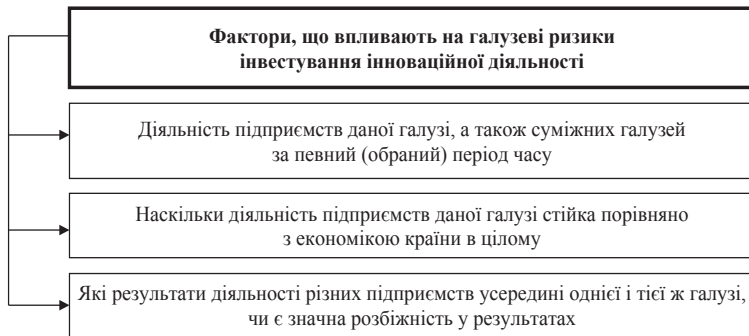 Фактори, що впливають на галузеві ризики
інвестування інноваційної діяльності
Діяльність підприємств даної галузі, а також суміжних галузей
за певний (обраний) період часу
Наскільки діяльність підприємств даної галузі стійка порівняно
з економікою країни в цілому
Які результати діяльності різних підприємств усередині однієї і тієї ж галузі,
чи є значна розбіжність у результатах